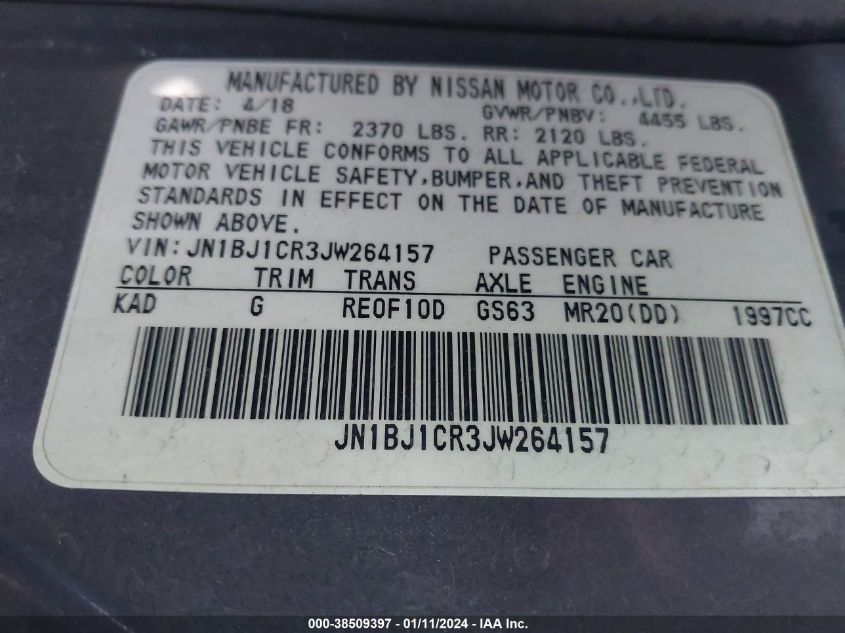 MANUFACTURED BY NISSAN MOTOR CO.,LTD.
DATE: 4/18 GVWR/PNBV: 4455 LBS.
GAWR/PNBE FR: 2370 LBS. RR: 2120 LBS.
THIS VEHICLE CONFORMS TO ALL APPLICABLE FEDERAL
MOTOR VEHICLE SAFETY,BUMPER,AND THEFT PREVENTION
STANDARDS IN EFFECT ON THE DATE OF MANUFACTURE
SHOWN ABOVE.
VIN:JN1BJ1CR3JW264157 PASSENGER CAR
COLOR TRIM TRANS AXLE ENGINE
KAD G RE0F10D GS63 MR20(DD) 1997CC
JN1BJ1CR3JW264157
000-38509397 - 01/11/2024 - IAA Inc.